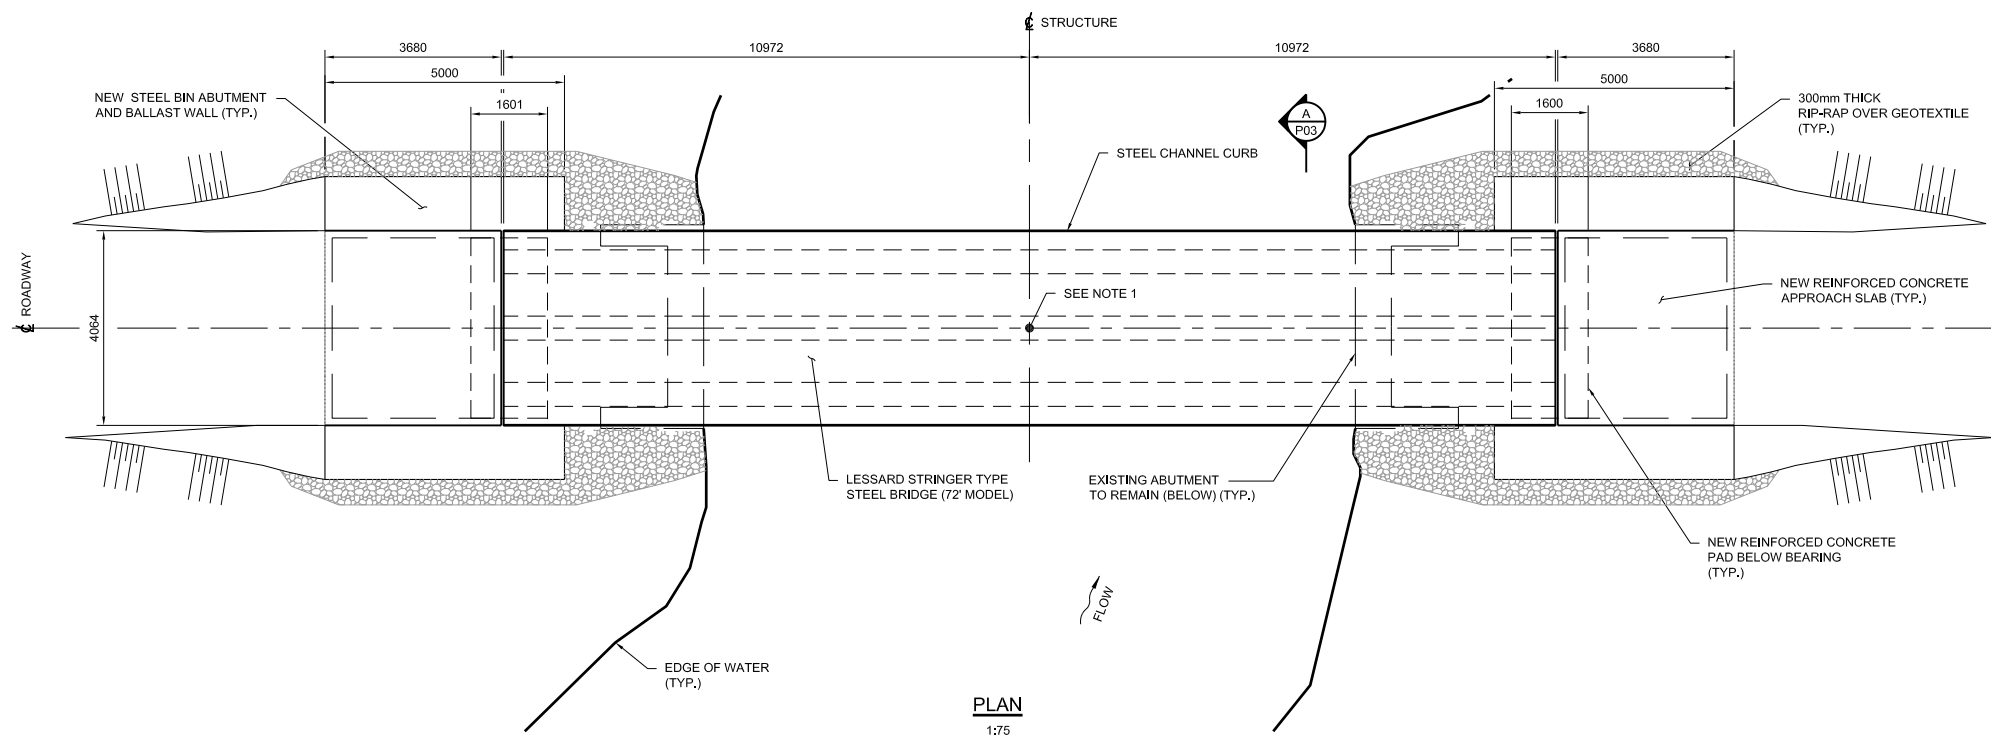 ℄ STRUCTURE
3680
10972
10972
3680
5000
5000
NEW STEEL BIN ABUTMENT
AND BALLAST WALL (TYP.)
1601
1600
300mm THICK
RIP-RAP OVER GEOTEXTILE
(TYP.)
A
P03
STEEL CHANNEL CURB
℄ ROADWAY
4064
SEE NOTE 1
NEW REINFORCED CONCRETE
APPROACH SLAB (TYP.)
LESSARD STRINGER TYPE
STEEL BRIDGE (72' MODEL)
EXISTING ABUTMENT
TO REMAIN (BELOW) (TYP.)
NEW REINFORCED CONCRETE
PAD BELOW BEARING
(TYP.)
FLOW
EDGE OF WATER
(TYP.)
PLAN
1:75